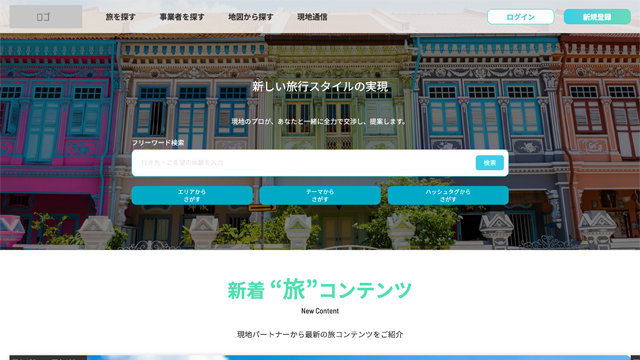 ロゴ
旅を探す 事業者を探す 地図から探す 現地通信
ログイン 新規登録
新しい旅行スタイルの実現
現地のプロが、あなたと一緒に全力で交渉し、提案します。
フリーワード検索
検索
エリアから
さがす
テーマから
さがす
ハッシュタグから
さがす
新着 “旅” コンテンツ
New Content
現地パートナーから最新の旅コンテンツをご紹介